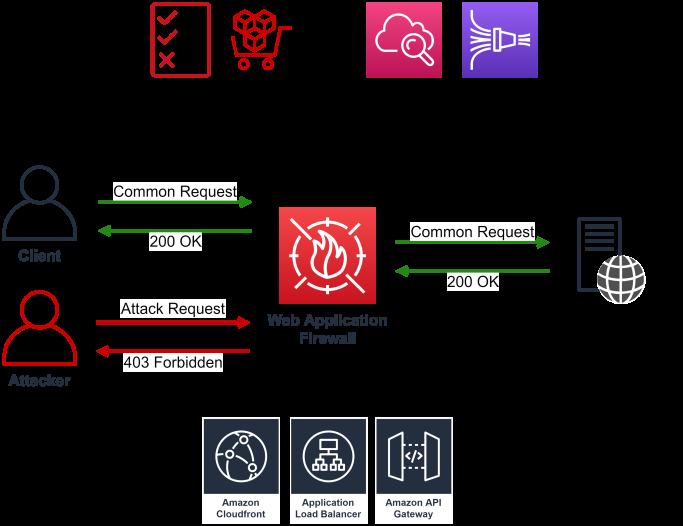 Common Request
200 OK
Client
Common Request
200 OK
Attack Request
Web Application
Firewall
403 Forbidden
Attacker
Amazon
Cloudfront
Application
Load Balancer
Amazon API
Gateway